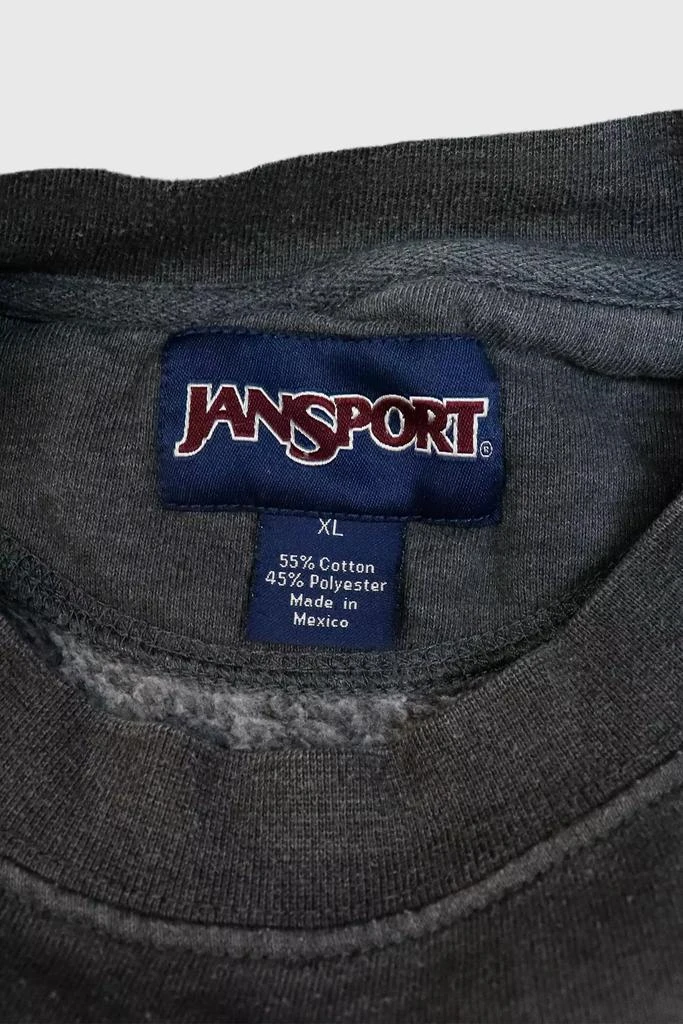 JANSPORT®
XL
55% Cotton
45% Polyester
Made in
Mexico